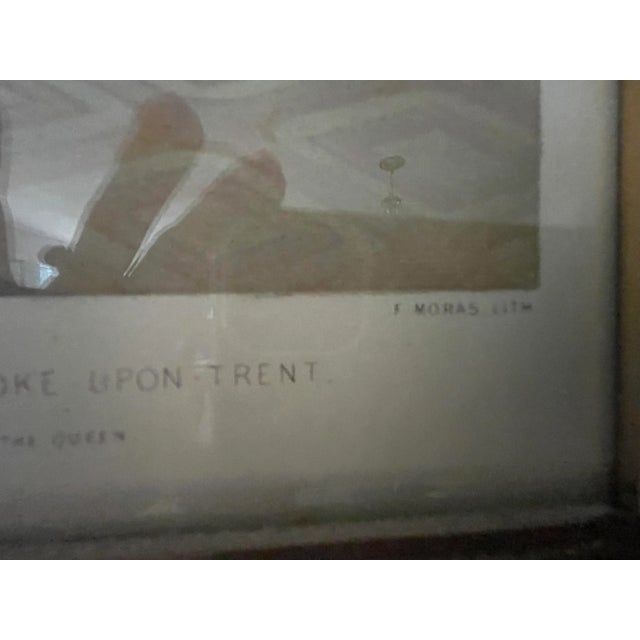 F MORAS LITH
OKE UPON-TRENT.
THE QUEEN